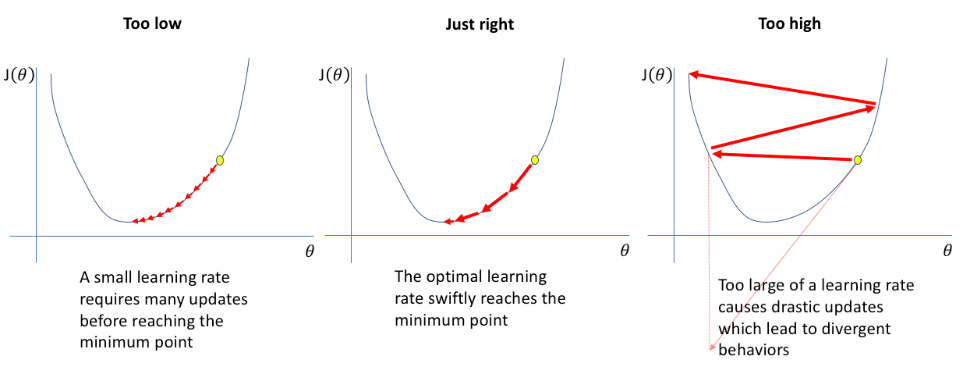 Too low
Just right
Too high
J(θ)
J(θ)
J(θ)
θ
θ
θ
A small learning rate
requires many updates
before reaching the
minimum point
The optimal learning
rate swiftly reaches the
minimum point
Too large of a learning rate
causes drastic updates
which lead to divergent
behaviors